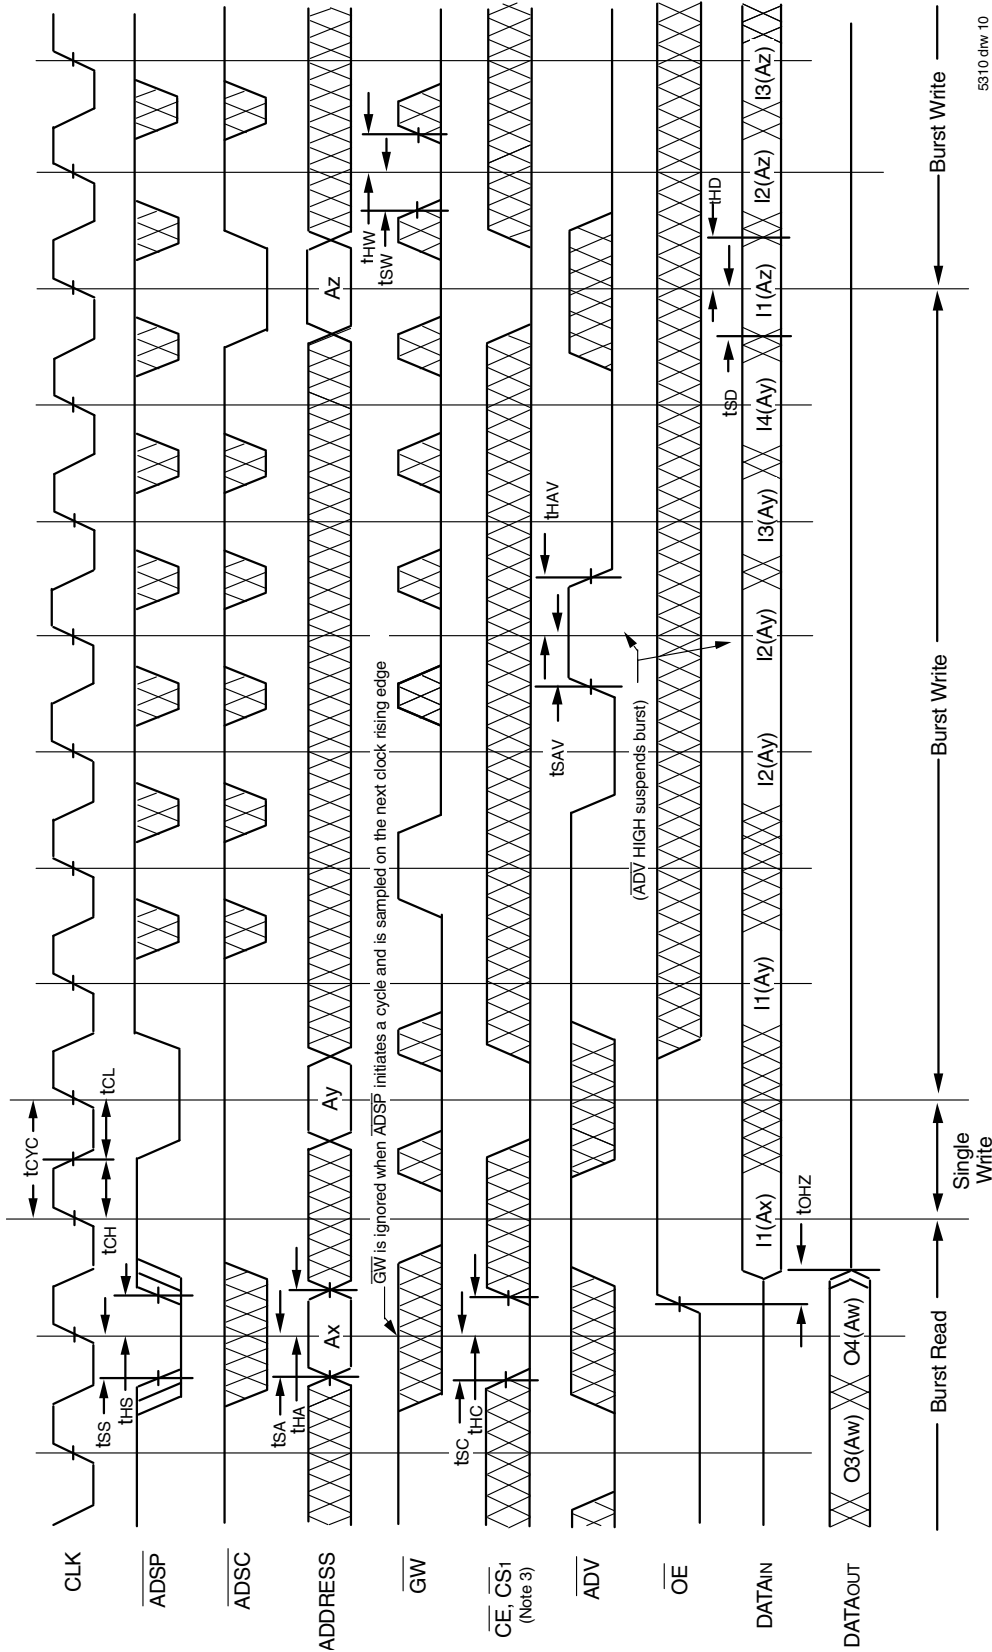 CLK
tCYC
tSS
tHS
tCH
tCL
ADSP
ADSC
ADDRESS
tSA
tHA
Ax
Ay
Az
GW
GW is ignored when ADSP initiates a cycle and is sampled on the next clock rising edge
tHW
tSW
CE, CS1
(Note 3)
tSC
tHC
ADV
tSAV
tHAV
(ADV HIGH suspends burst)
OE
tSD
tHD
DATAIN
I1(Ax)
I1(Ay)
I2(Ay)
I2(Ay)
I3(Ay)
I4(Ay)
I1(Az)
I2(Az)
I3(Az)
tOHZ
DATAOUT
O3(Aw)
O4(Aw)
Burst Read
Single
Write
Burst Write
Burst Write
5310 drw 10